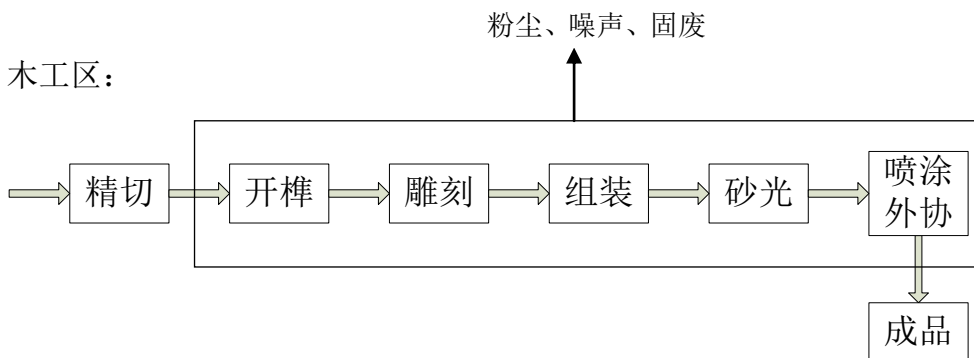 粉尘、噪声、固废
木工区：
精切
开榫
雕刻
组装
砂光
喷涂
外协
成品